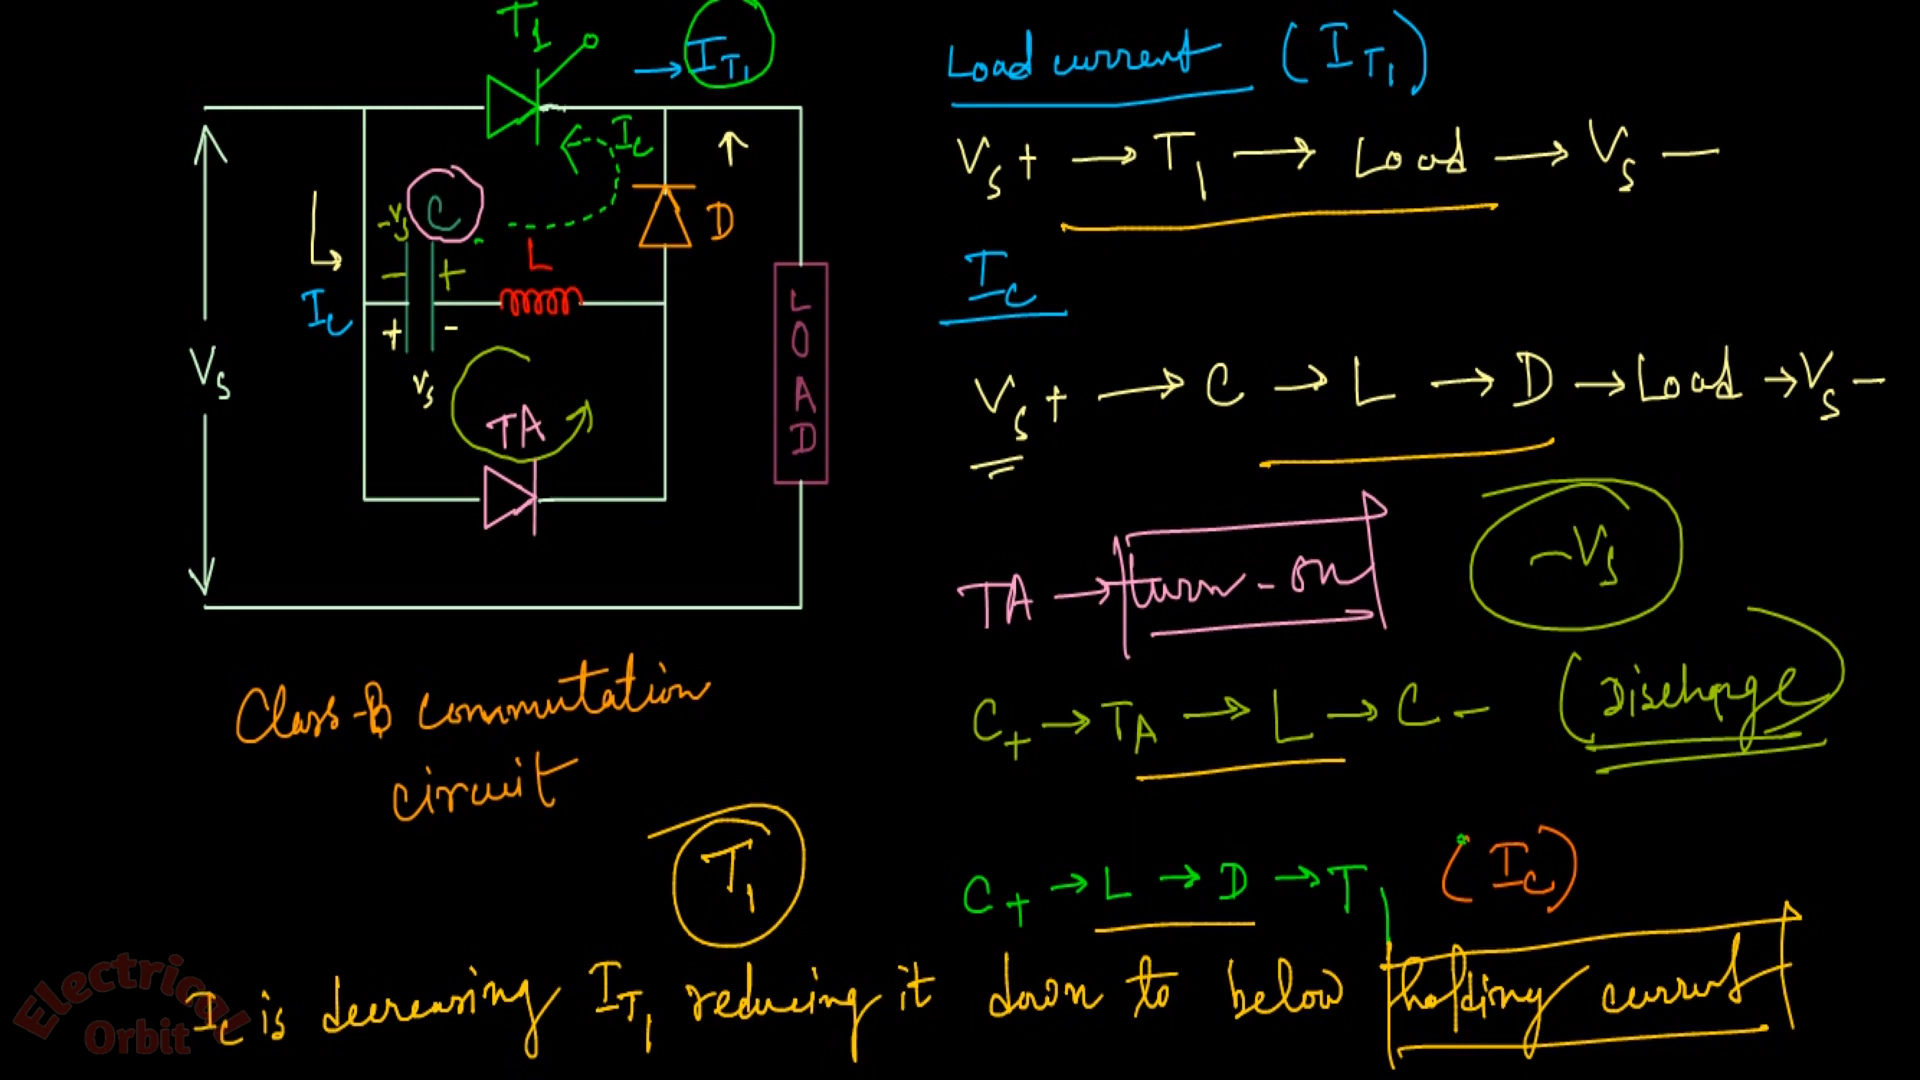 T1
→ IT1
Ic
-Vs
C
D
L
- +
Ic
+ -
Vs
Vs
TA
LOAD
Class-B commutation
circuit
Load current (IT1)
Vs+ → T1 → Load → Vs -
Ic
Vs+ → C → L → D → Load → Vs -
TA → turn-on
-Vs
C+ → TA → L → C - (Discharge)
T1
C+ → L → D → T1 (Ic)
Ic is decreasing IT1 reducing it down to below holding current
Electrical
Orbit